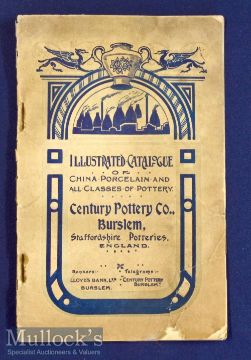 ILLUSTRATED CATALOGUE
OF
CHINA PORCELAIN AND
ALL CLASSES OF POTTERY.
Century Pottery Co.,
Burslem,
Staffordshire Potteries,
ENGLAND.
Bankers Telegrams
LLOYDS BANK, LTD "CENTURY POTTERY
BURSLEM. BURSLEM."
Mullock's
Specialist Auctioneers & Valuers